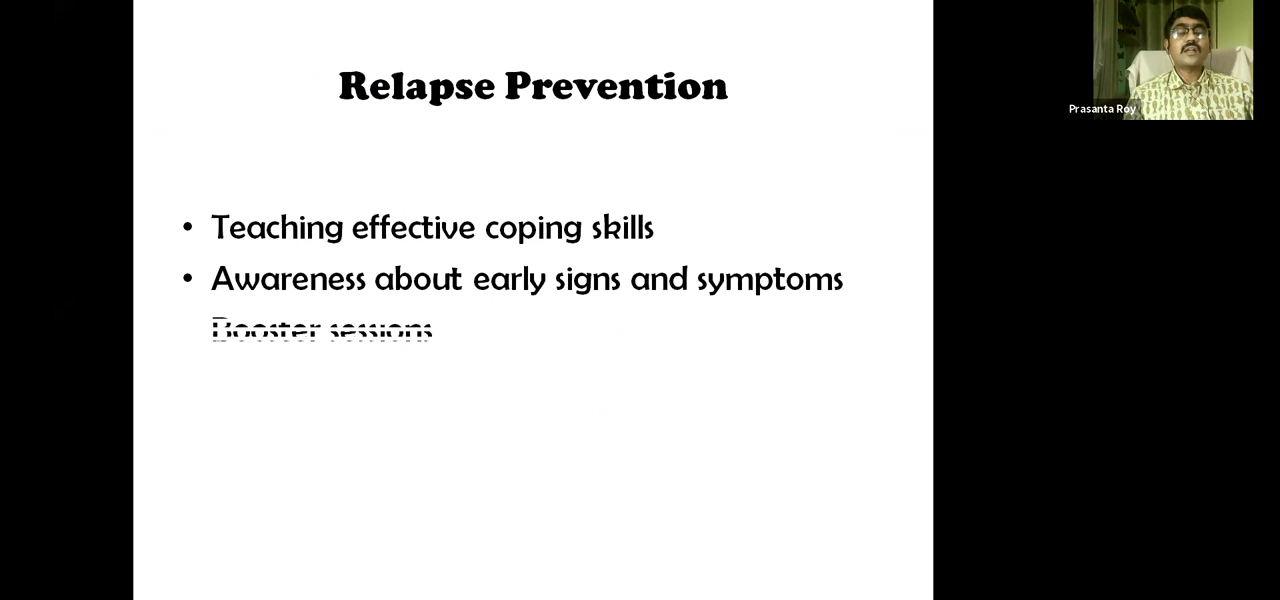 Relapse Prevention
• Teaching effective coping skills
• Awareness about early signs and symptoms
Booster sessions
Prasanta Roy